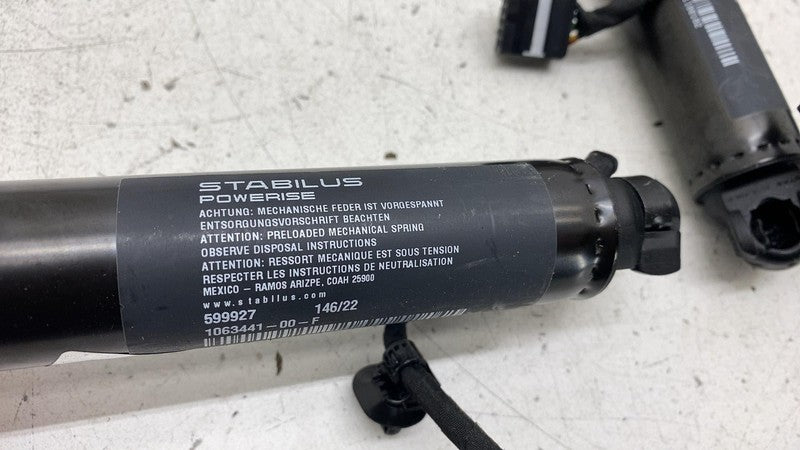 STABILUS
POWERISE
ACHTUNG: MECHANISCHE FEDER IST VORGESPANNT
ENTSORGUNGSVORSCHRIFT BEACHTEN
ATTENTION: PRELOADED MECHANICAL SPRING
OBSERVE DISPOSAL INSTRUCTIONS
ATTENTION: RESSORT MECANIQUE EST SOUS TENSION
RESPECTER LES INSTRUCTIONS DE NEUTRALISATION
MEXICO – RAMOS ARIZPE, COAH 25900
www.stabilus.com
599927 146/22
1063441-00-F